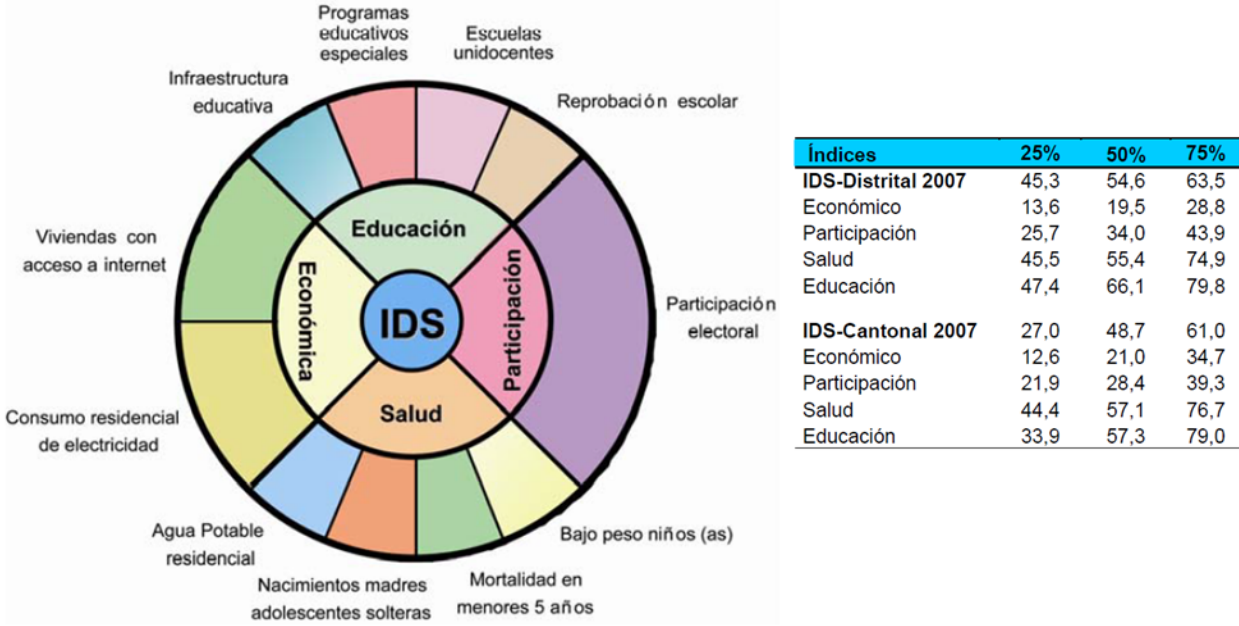 Programas
educativos
especiales
Escuelas
unidocentes
Infraestructura
educativa
Reprobación escolar
Viviendas con
acceso a internet
Educación
Económica
IDS
Participación
Salud
Participación
electoral
Consumo residencial
de electricidad
Agua Potable
residencial
Nacimientos madres
adolescentes solteras
Mortalidad en
menores 5 años
Bajo peso niños (as)
Índices 25% 50% 75%
IDS-Distrital 2007 45,3 54,6 63,5
Económico 13,6 19,5 28,8
Participación 25,7 34,0 43,9
Salud 45,5 55,4 74,9
Educación 47,4 66,1 79,8
IDS-Cantonal 2007 27,0 48,7 61,0
Económico 12,6 21,0 34,7
Participación 21,9 28,4 39,3
Salud 44,4 57,1 76,7
Educación 33,9 57,3 79,0